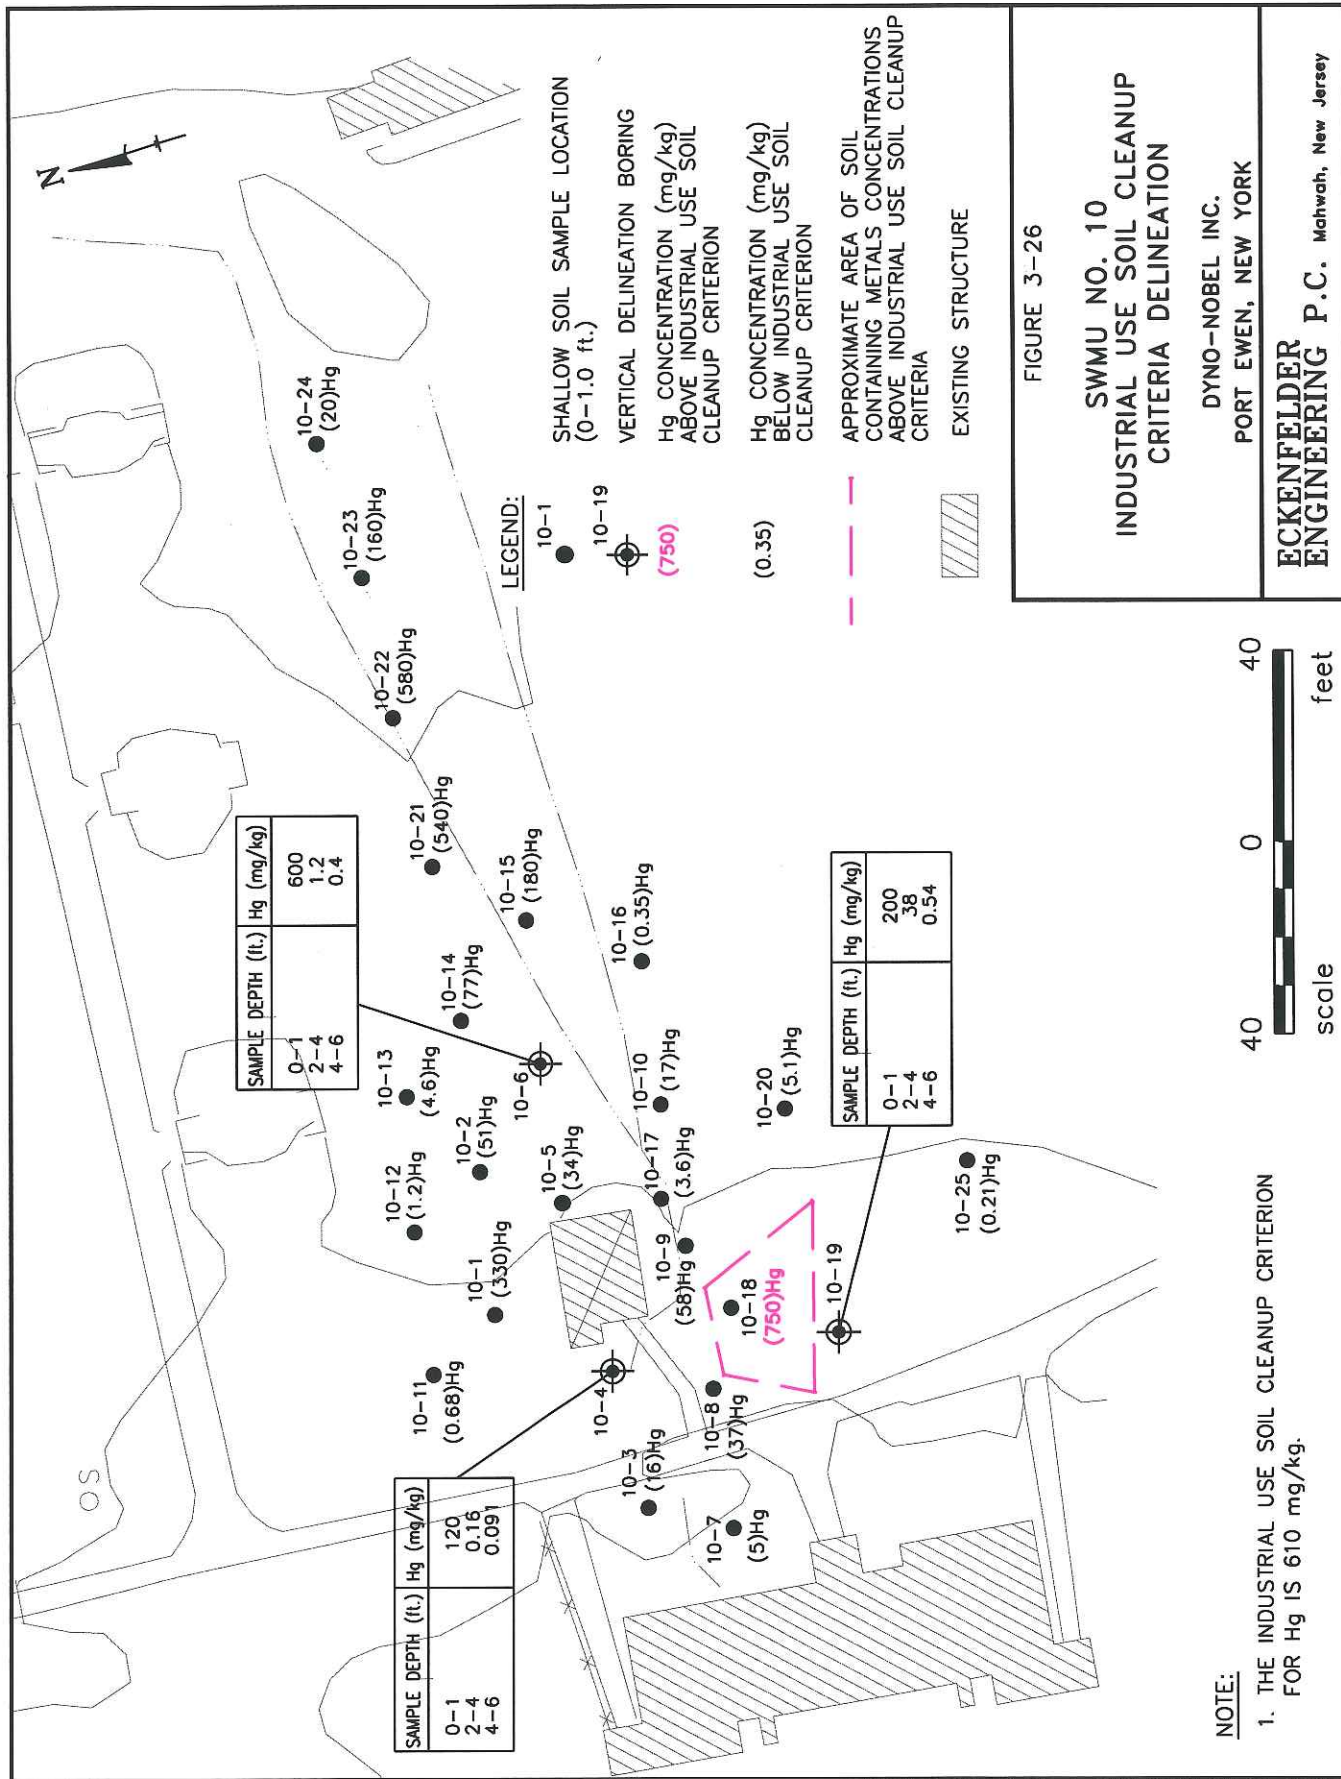 N
OS
SAMPLE DEPTH (ft.) Hg (mg/kg)
0-1 600
2-4 1.2
4-6 0.4
SAMPLE DEPTH (ft.) Hg (mg/kg)
0-1 120
2-4 0.16
4-6 0.091
SAMPLE DEPTH (ft.) Hg (mg/kg)
0-1 200
2-4 38
4-6 0.54
10-24
(20)Hg
10-23
(160)Hg
10-22
(580)Hg
10-21
(540)Hg
10-15
(180)Hg
10-16
(0.35)Hg
10-14
(77)Hg
10-13
(4.6)Hg
10-6
10-2
(51)Hg
10-12
(1.2)Hg
10-5
(34)Hg
10-10
(17)Hg
10-17
(3.6)Hg
10-20
(5.1)Hg
10-1
(330)Hg
10-11
(0.68)Hg
10-4
10-9
(58)Hg
10-18
(750)Hg
10-19
10-25
(0.21)Hg
10-3
(16)Hg
10-8
(37)Hg
10-7
(5)Hg
LEGEND:
10-1
SHALLOW SOIL SAMPLE LOCATION
(0-1.0 ft.)
10-19
VERTICAL DELINEATION BORING
(750)
Hg CONCENTRATION (mg/kg)
ABOVE INDUSTRIAL USE SOIL
CLEANUP CRITERION
(0.35)
Hg CONCENTRATION (mg/kg)
BELOW INDUSTRIAL USE SOIL
CLEANUP CRITERION
APPROXIMATE AREA OF SOIL
CONTAINING METALS CONCENTRATIONS
ABOVE INDUSTRIAL USE SOIL CLEANUP
CRITERIA
EXISTING STRUCTURE
NOTE:
1. THE INDUSTRIAL USE SOIL CLEANUP CRITERION
FOR Hg IS 610 mg/kg.
40 0 40
scale feet
FIGURE 3-26
SWMU NO. 10
INDUSTRIAL USE SOIL CLEANUP
CRITERIA DELINEATION
DYNO-NOBEL INC.
PORT EWEN, NEW YORK
ECKENFELDER
ENGINEERING P.C. Mahwah, New Jersey